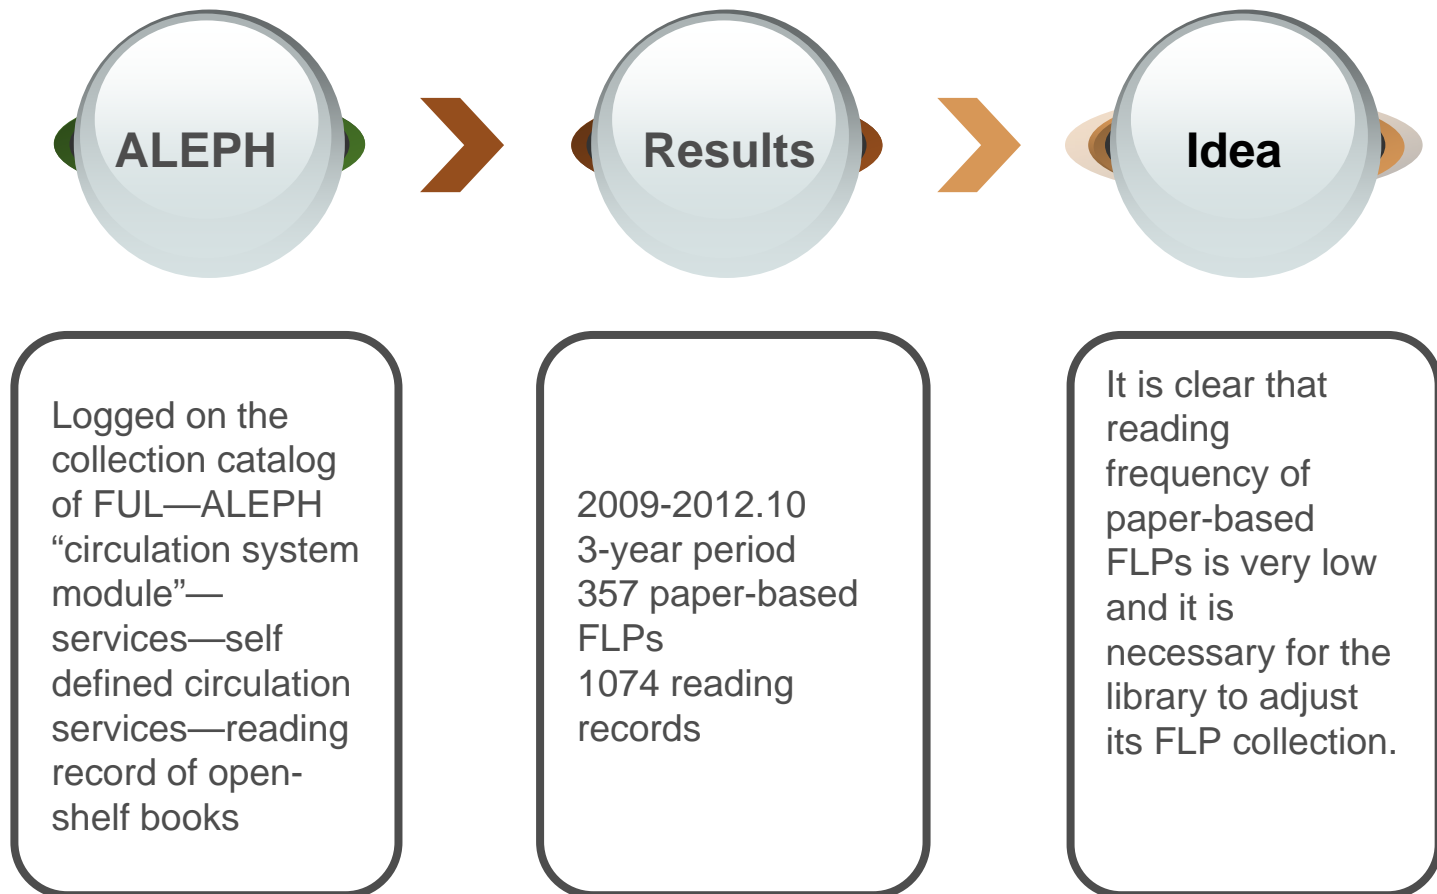 ALEPH
Results
Idea
Logged on the
collection catalog
of FUL—ALEPH
“circulation system
module”—
services—self
defined circulation
services—reading
record of open-
shelf books
2009-2012.10
3-year period
357 paper-based
FLPs
1074 reading
records
It is clear that
reading
frequency of
paper-based
FLPs is very low
and it is
necessary for the
library to adjust
its FLP collection.